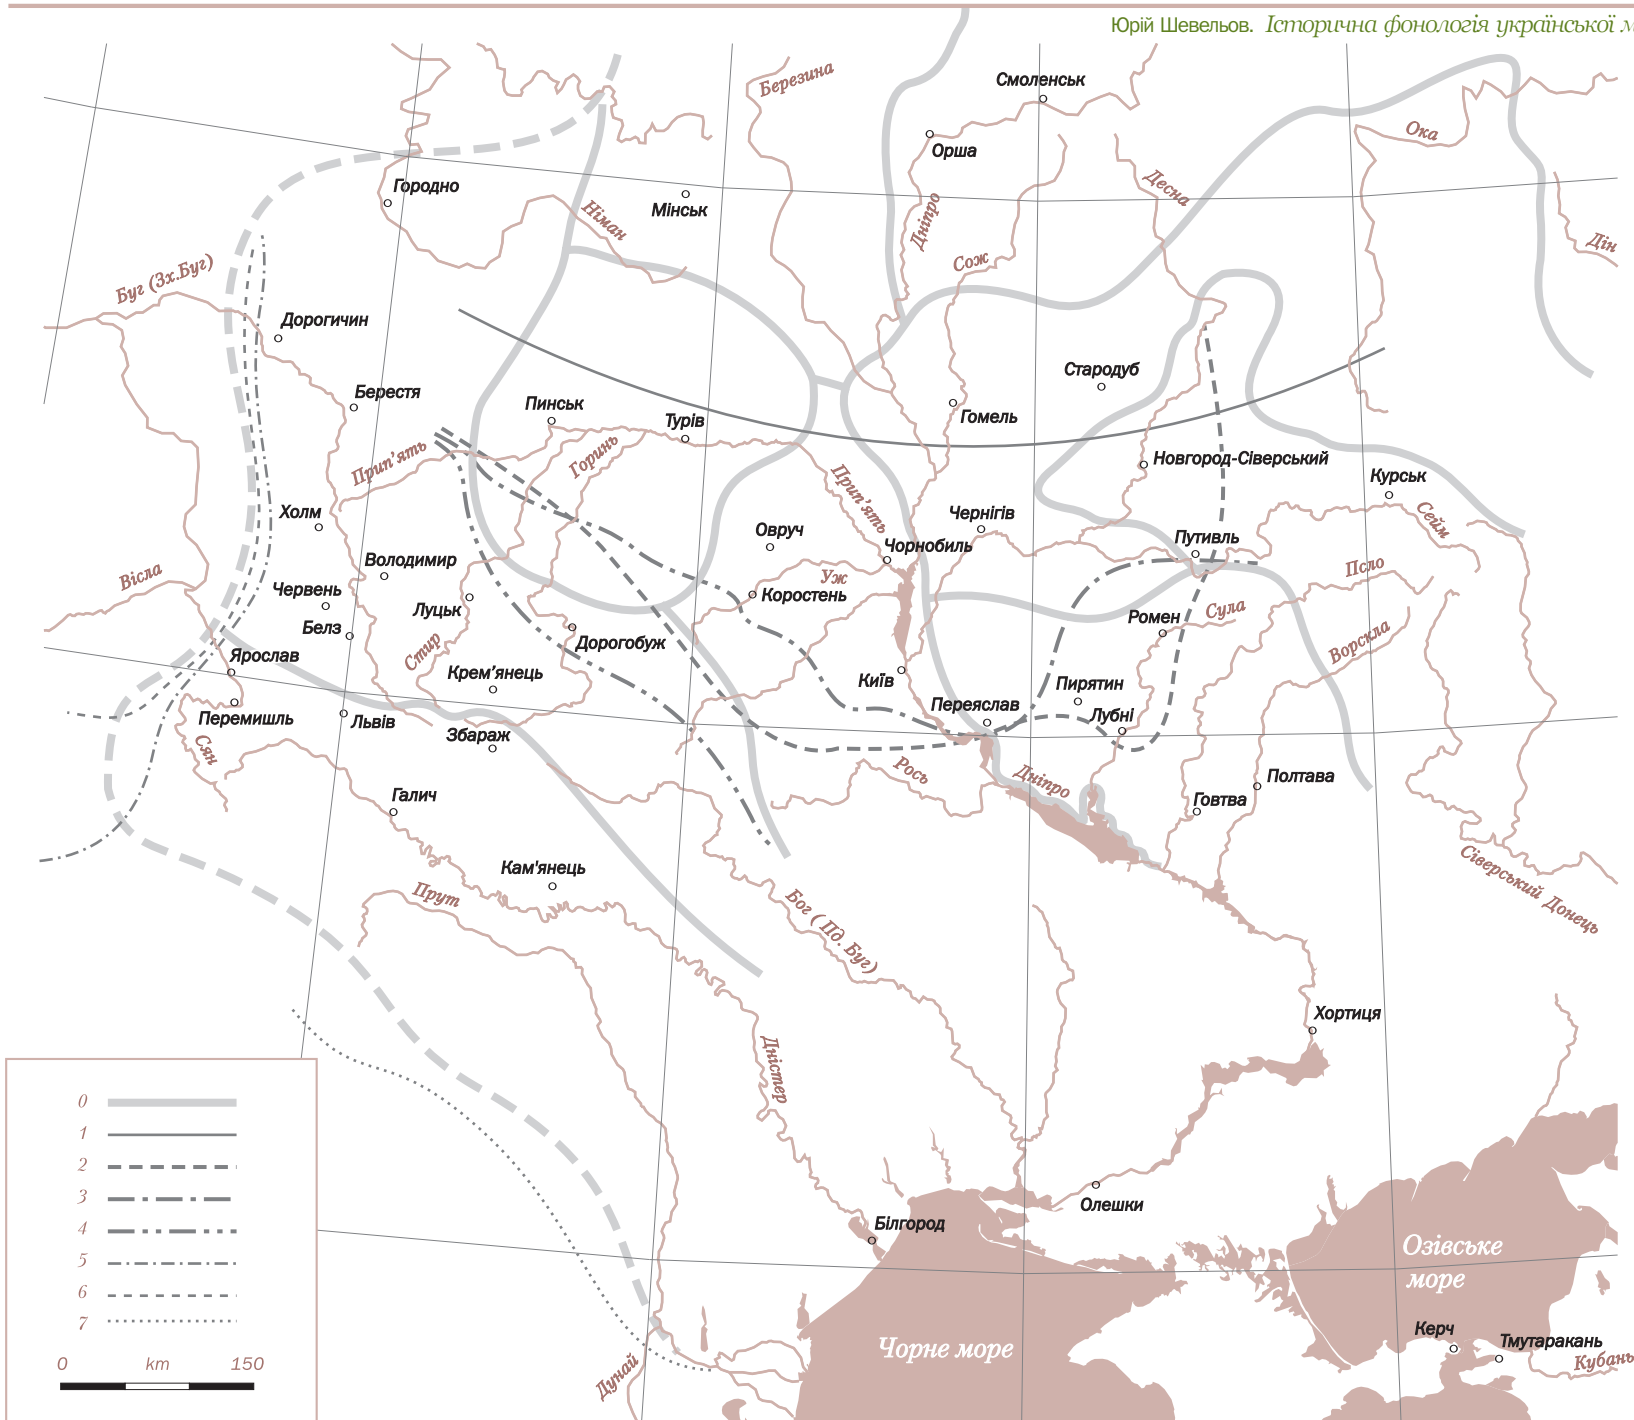 Юрій Шевельов. Історична фонологія української м
Березина
Смоленськ
Орша
Ока
Городно
Мінськ
Німан
Дніпро
Десна
Сож
Дін
Буг (Зх.Буг)
Дорогичин
Берестя
Пинськ
Турів
Стародуб
Гомель
Прип’ять
Горинь
Прип’ять
Новгород-Сіверський
Курськ
Сейм
Холм
Овруч
Чернігів
Путивль
Чорнобиль
Володимир
Вісла
Червень
Уж
Коростень
Псло
Луцьк
Белз
Сула
Ромен
Ворскла
Дорогобуж
Стир
Ярослав
Крем’янець
Київ
Пирятин
Переяслав
Лубні
Перемишль
Львів
Збараж
Сян
Рось
Дніпро
Полтава
Говтва
Галич
Кам'янець
Прут
Бог ( Пд. Буг)
Сіверський Донець
Хортиця
Дністер
Олешки
Білгород
Озівське
море
Чорне море
Керч
Тмутаракань
Кубань
Дунай
0
1
2
3
4
5
6
7
0 km 150